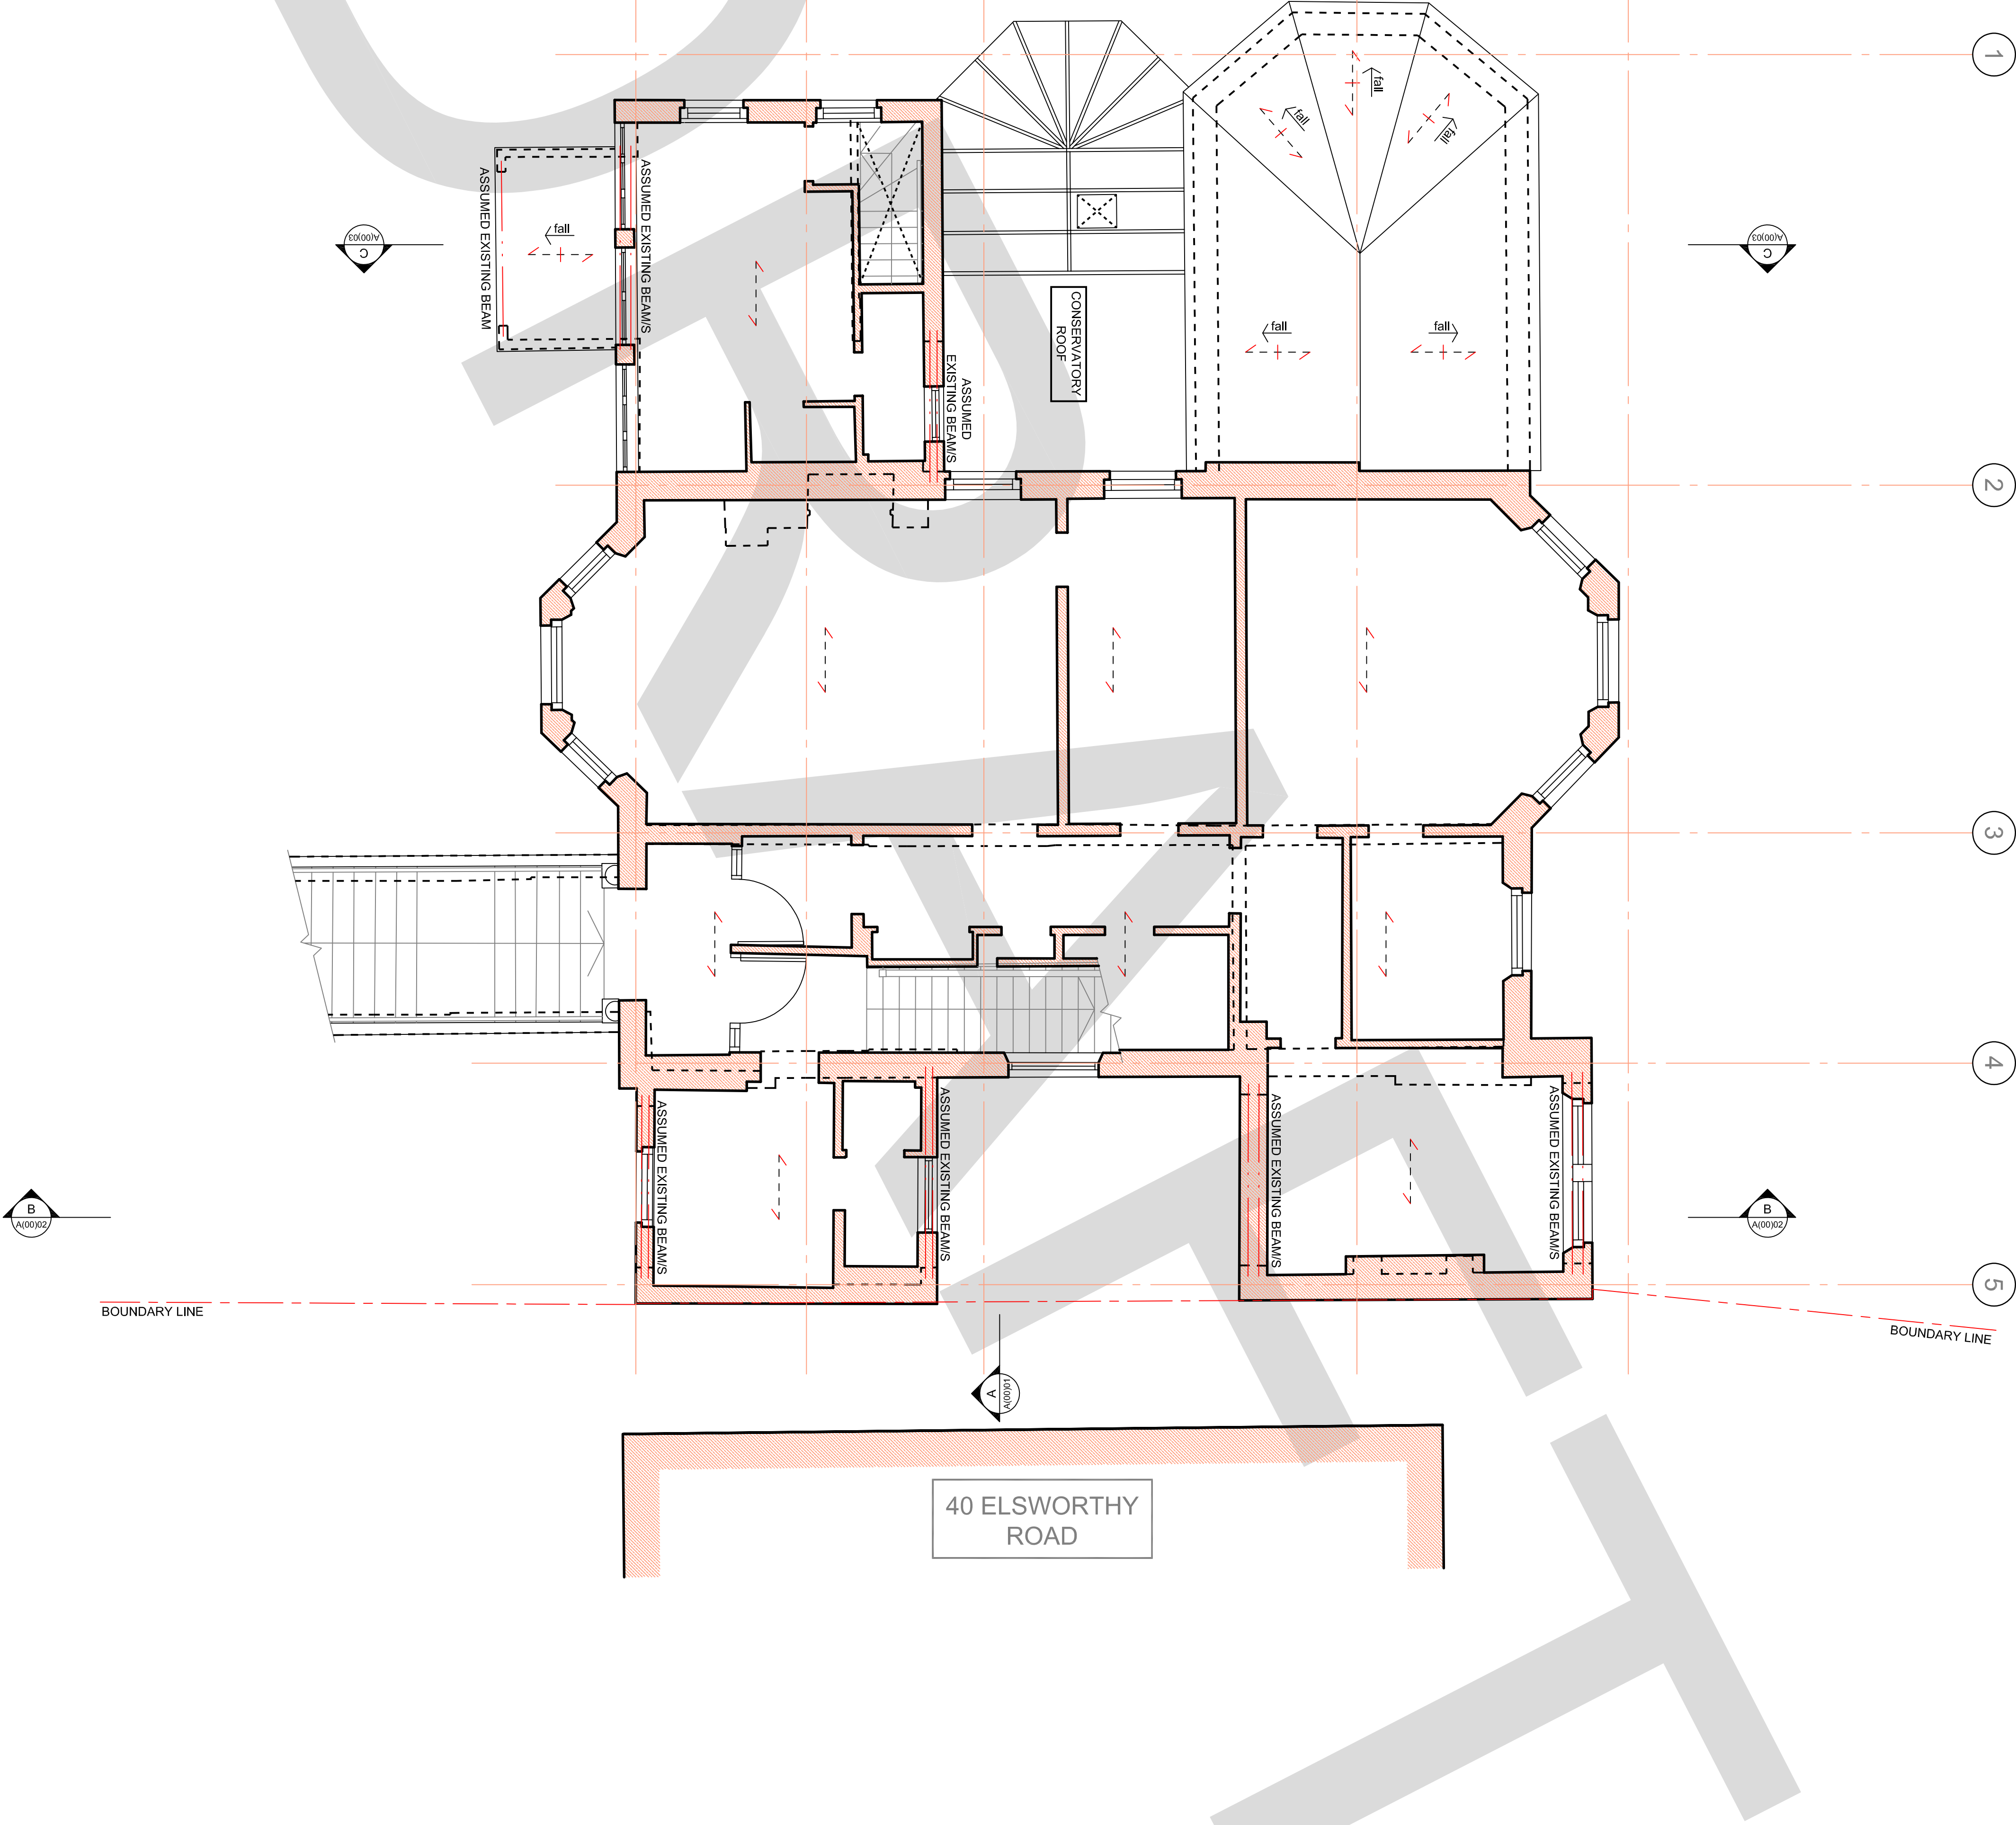 1
fall
fall
fall
ASSUMED EXISTING BEAM
ASSUMED EXISTING BEAM/S
fall
C
A(00)03
C
A(00)03
CONSERVATORY
ROOF
fall
fall
ASSUMED
EXISTING BEAM/S
2
3
4
ASSUMED EXISTING BEAM/S
ASSUMED EXISTING BEAM/S
ASSUMED EXISTING BEAM/S
ASSUMED EXISTING BEAM/S
B
A(00)02
B
A(00)02
5
BOUNDARY LINE
BOUNDARY LINE
A
A(00)01
40 ELSWORTHY
ROAD